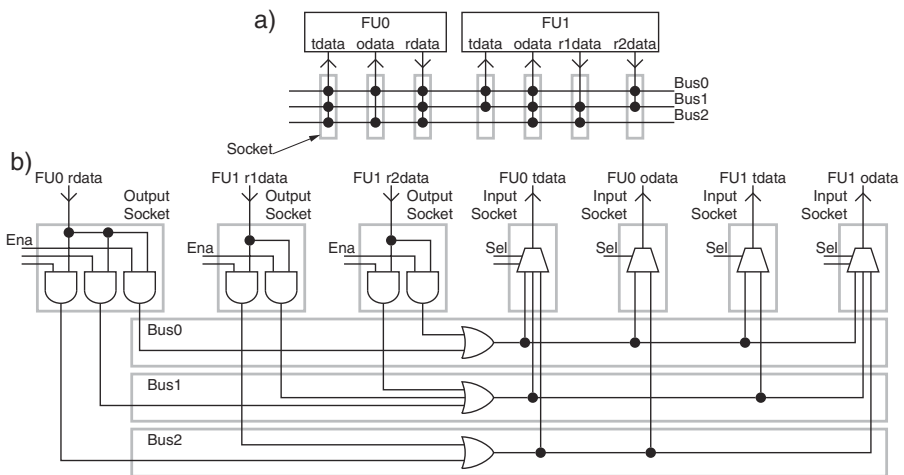 a)
FU0
FU1
tdata odata rdata
tdata odata r1data r2data
Bus0
Bus1
Bus2
Socket
b)
FU0 rdata
FU1 r1data
FU1 r2data
FU0 tdata
FU0 odata
FU1 tdata
FU1 odata
Output
Socket
Output
Socket
Output
Socket
Input
Socket
Input
Socket
Input
Socket
Input
Socket
Ena
Ena
Ena
Sel
Sel
Sel
Sel
Bus0
Bus1
Bus2